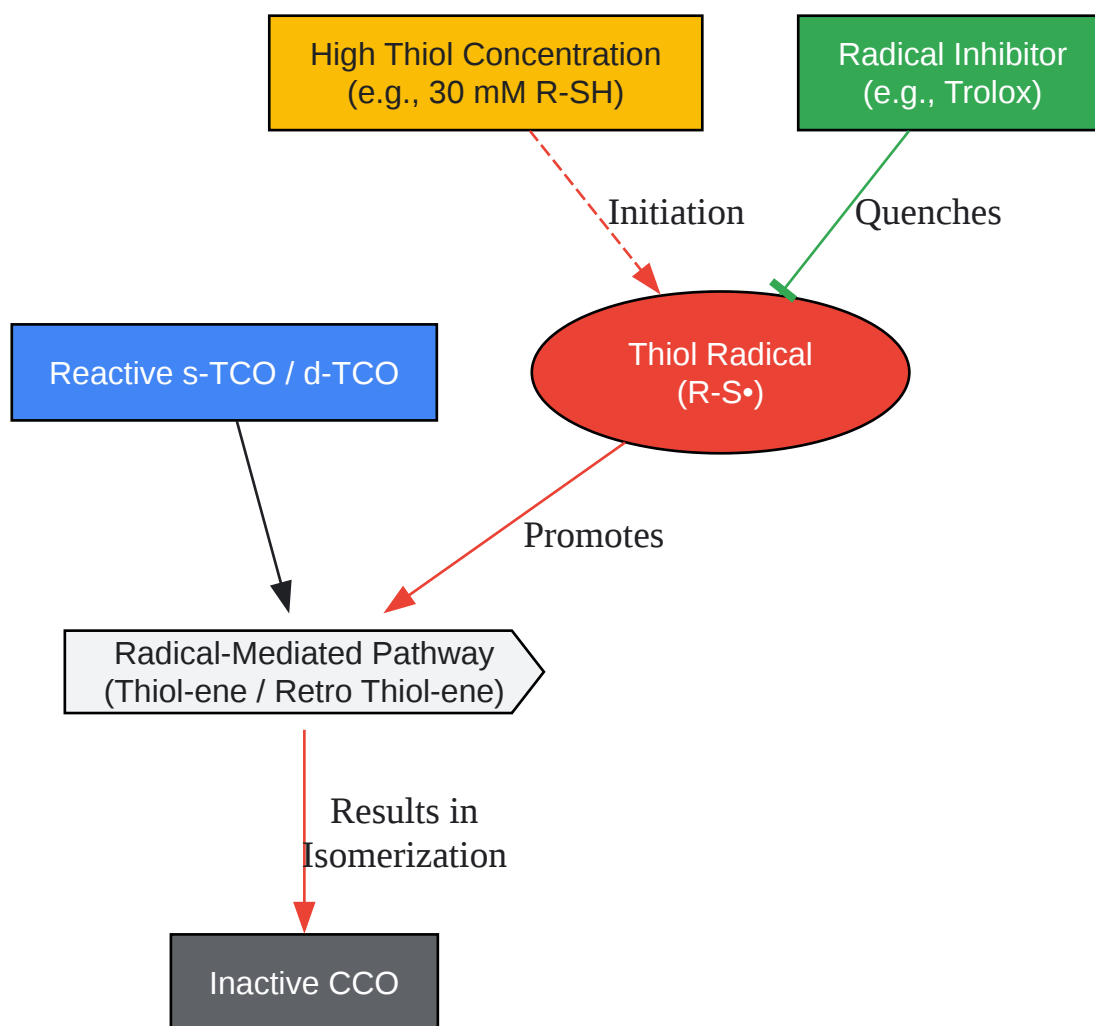 High Thiol Concentration
(e.g., 30 mM R-SH)
Radical Inhibitor
(e.g., Trolox)
Initiation
Quenches
Reactive s-TCO / d-TCO
Thiol Radical
(R-S•)
Promotes
Radical-Mediated Pathway
(Thiol-ene / Retro Thiol-ene)
Results in
Isomerization
Inactive CCO